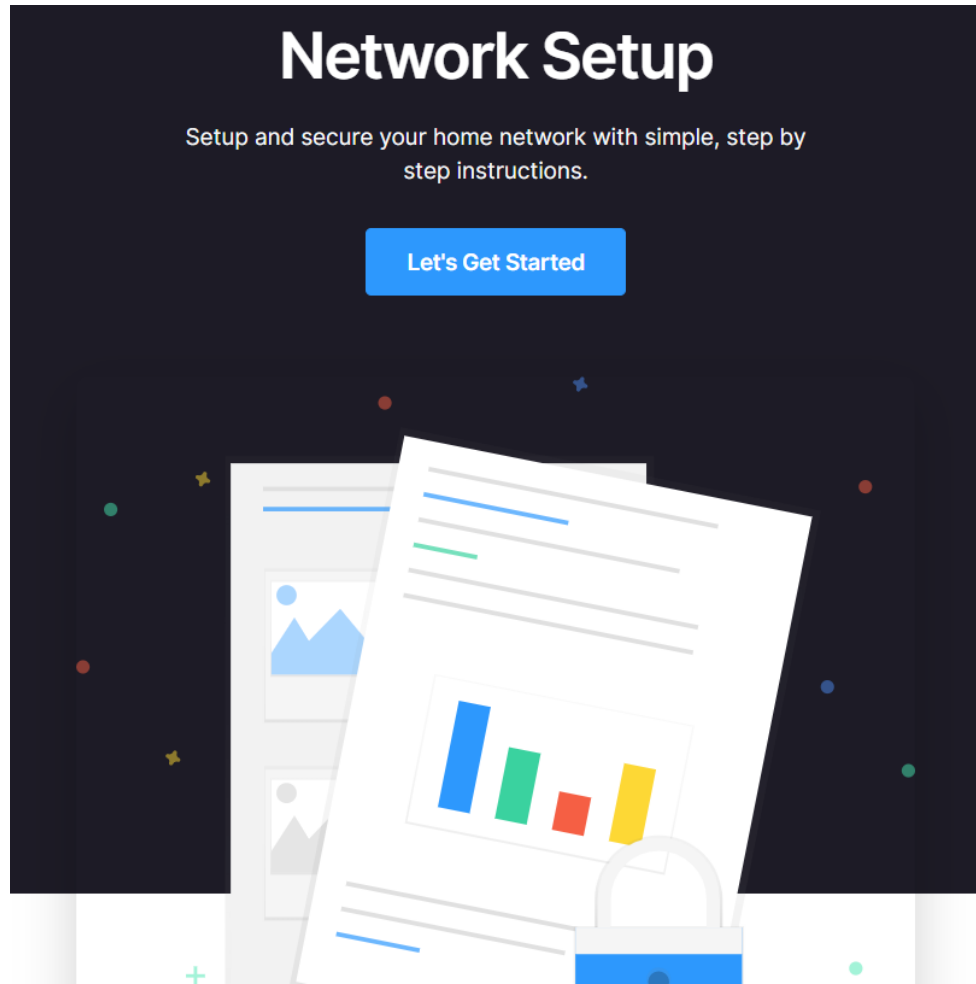 Network Setup
Setup and secure your home network with simple, step by
step instructions.
Let's Get Started